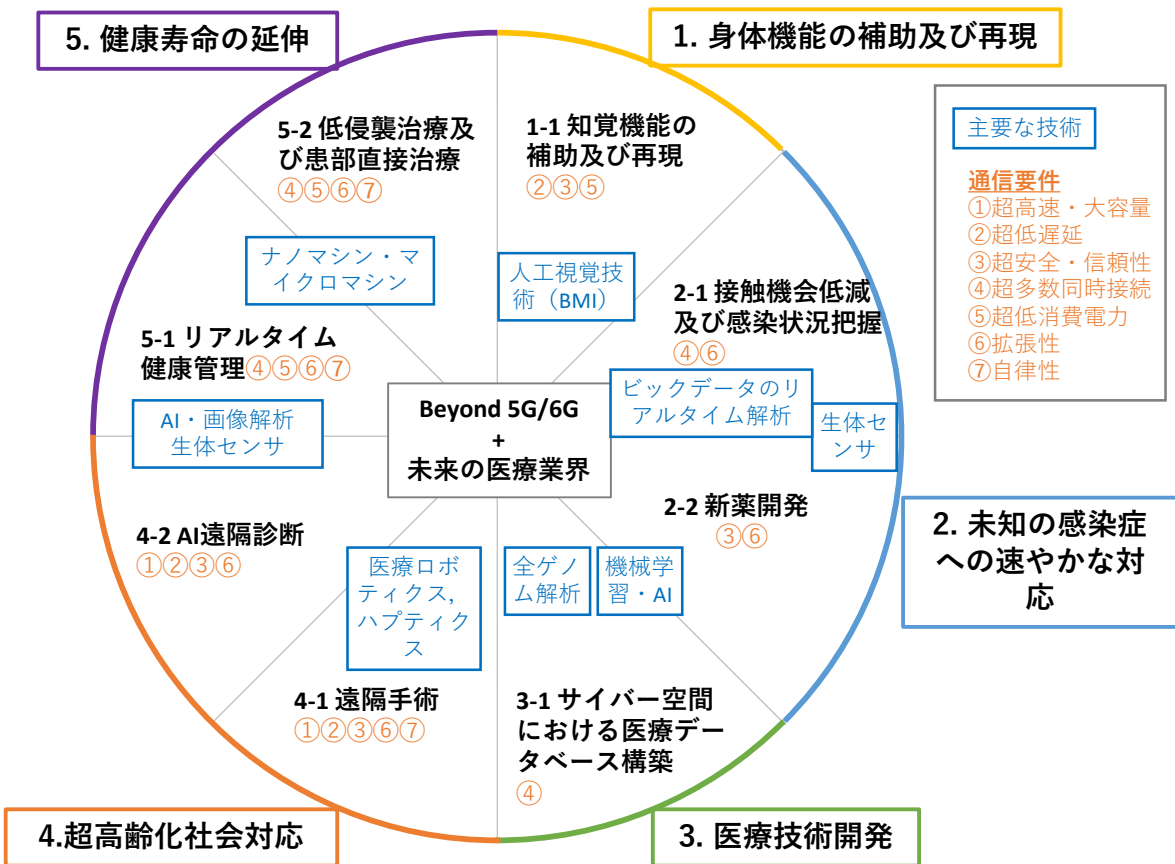 5. 健康寿命の延伸
1. 身体機能の補助及び再現
主要な技術
通信要件
①超高速・大容量
②超低遅延
③超安全・信頼性
④超多数同時接続
⑤超低消費電力
⑥拡張性
⑦自律性
5-2 低侵襲治療及
び患部直接治療
④⑤⑥⑦
1-1 知覚機能の
補助及び再現
②③⑤
ナノマシン・マ
イクロマシン
人工視覚技
術（BMI）
2-1 接触機会低減
及び感染状況把握
④⑥
5-1 リアルタイム
健康管理④⑤⑥⑦
AI・画像解析
生体センサ
Beyond 5G/6G
+
未来の医療業界
ビックデータのリ
アルタイム解析
生体セ
ンサ
4-2 AI遠隔診断
①②③⑥
2-2 新薬開発
③⑥
2. 未知の感染症
への速やかな対
応
医療ロボ
ティクス,
ハプティク
ス
全ゲノ
ム解析
機械学
習・AI
4-1 遠隔手術
①②③⑥⑦
3-1 サイバー空間
における医療デー
タベース構築
④
4.超高齢化社会対応
3. 医療技術開発